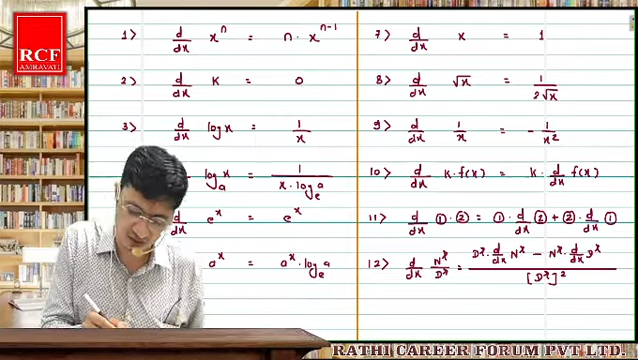 RCF
AMRAVATI
1> d/dx x^n = n · x^(n-1)
2> d/dx K = 0
3> d/dx log x = 1/x
log_a x = 1/(x · log_e a)
d/dx e^x = e^x
a^x = a^x · log_e a
7> d/dx x = 1
8> d/dx √x = 1/(2√x)
9> d/dx 1/x = - 1/x²
10> d/dx K · f(x) = K · d/dx f(x)
11> d/dx ① · ② = ① · d/dx ② + ② · d/dx ①
12> d/dx N^r/D^r = (D^r · d/dx N^r − N^r · d/dx D^r)/[D^r]²
RATHI CAREER FORUM PVT LTD.